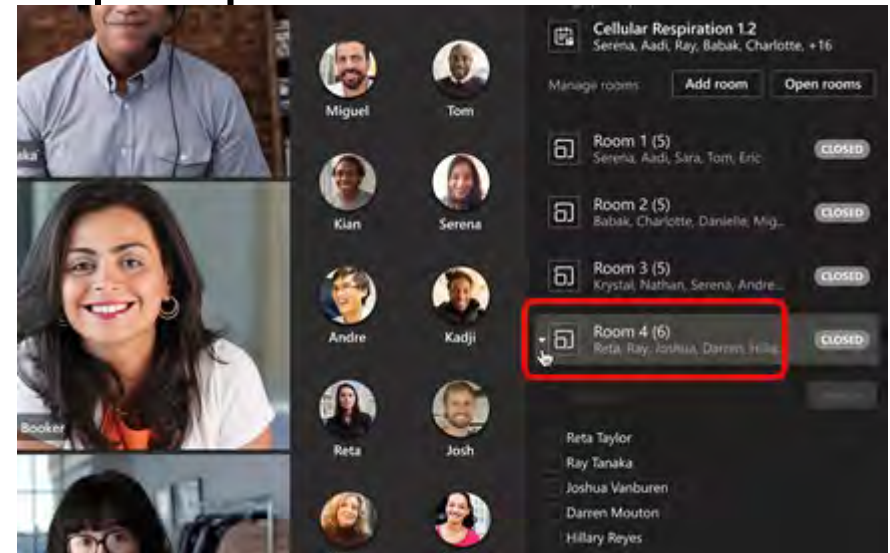 Cellular Respiration 1.2
Serena, Aadi, Ray, Babak, Charlotte, +16
Manage rooms
Add room
Open rooms
Miguel
Tom
Room 1 (5)
Serena, Aadi, Sara, Tom, Eric
CLOSED
aka
Kian
Serena
Room 2 (5)
Babak, Charlotte, Danielle, Mig...
CLOSED
Room 3 (5)
Krystal, Nathan, Serena, Andre...
CLOSED
Andre
Kadji
Room 4 (6)
Reta, Ray, Joshua, Darren, Hilla...
CLOSED
Booker
Reta
Josh
Reta Taylor
Ray Tanaka
Joshua Vanburen
Darren Mouton
Hillary Reyes